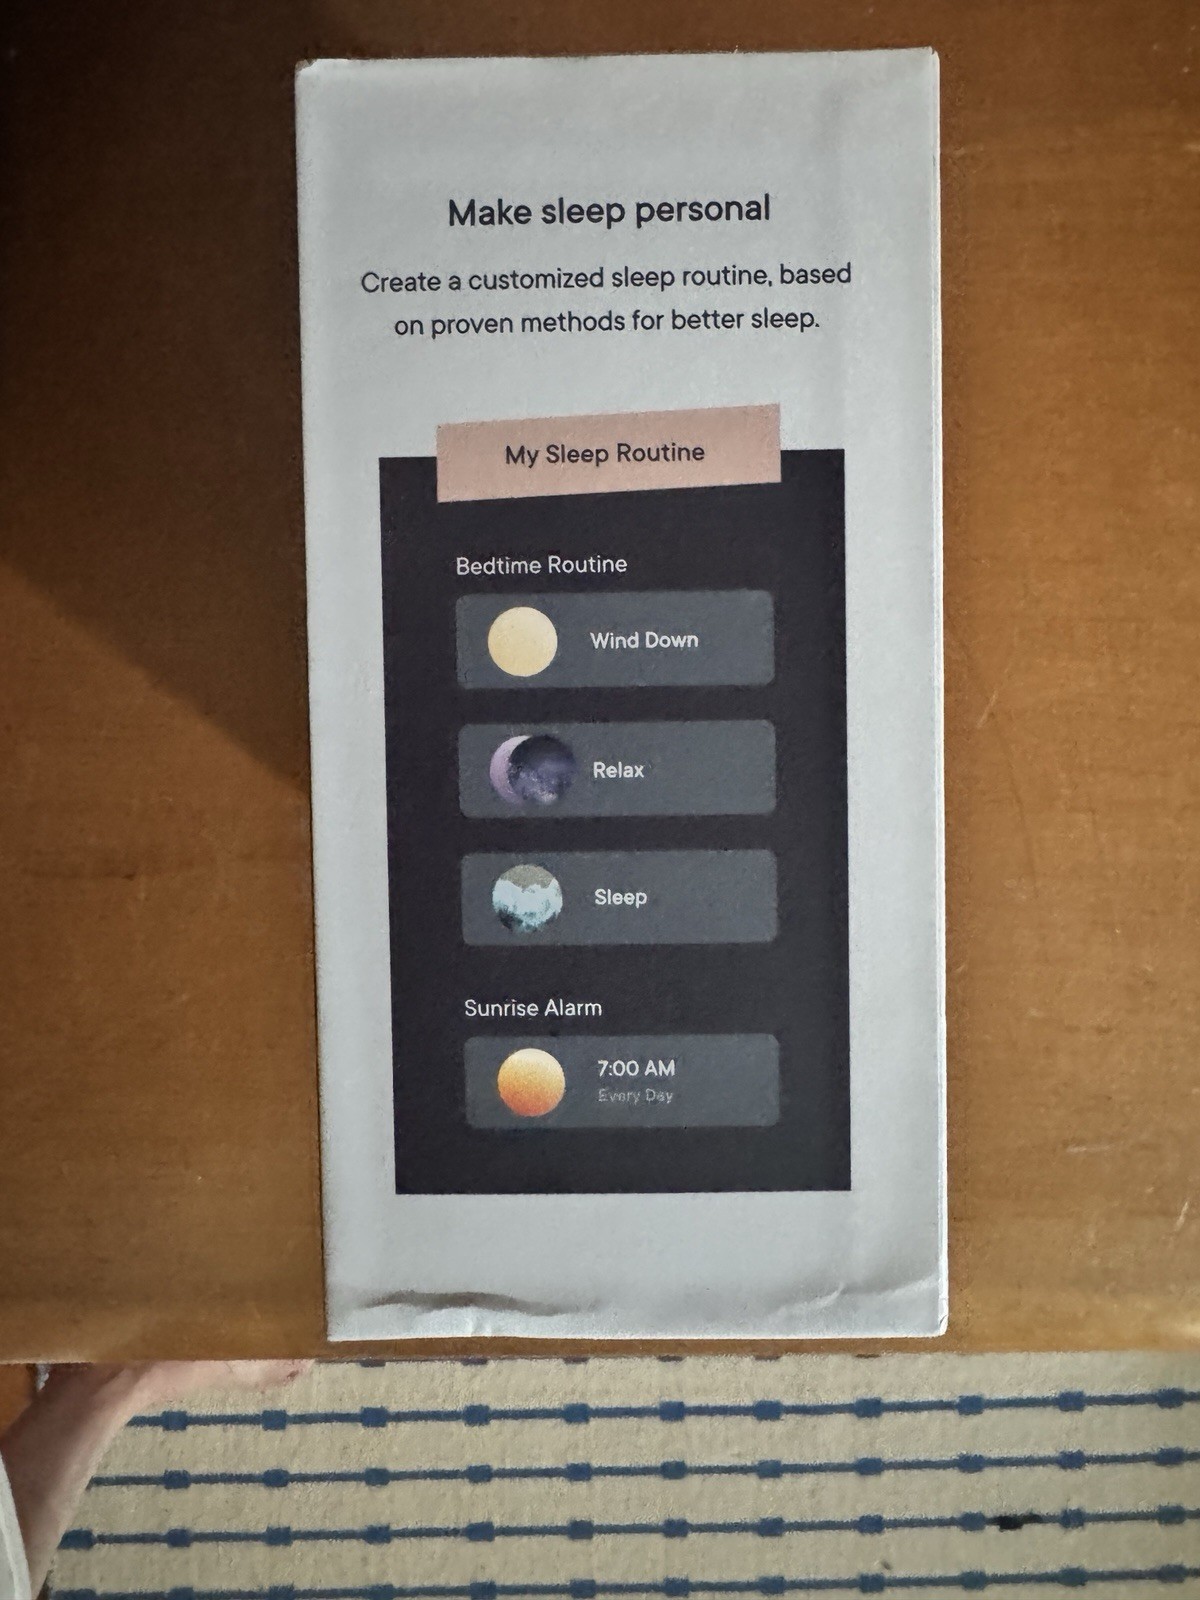 Make sleep personal
Create a customized sleep routine, based
on proven methods for better sleep.
My Sleep Routine
Bedtime Routine
Wind Down
Relax
Sleep
Sunrise Alarm
7:00 AM
Every Day